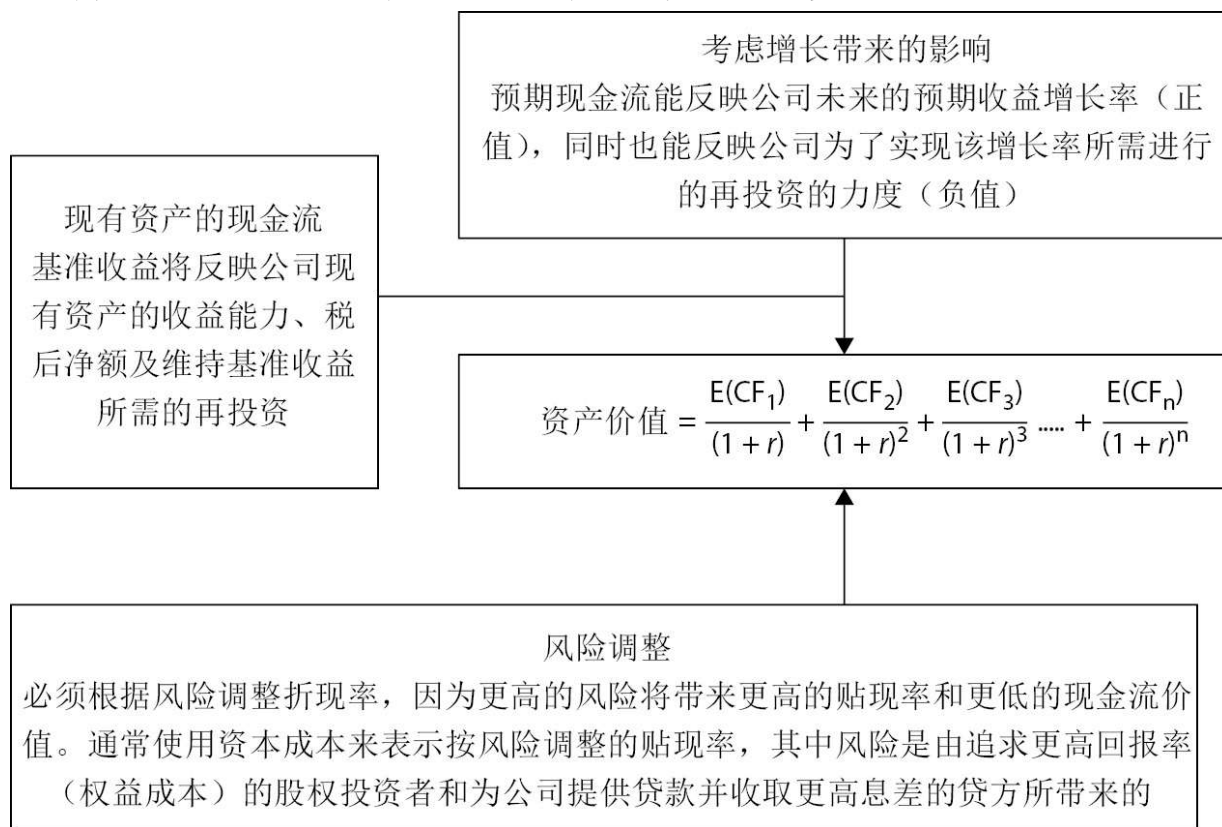 考虑增长带来的影响
预期现金流能反映公司未来的预期收益增长率（正
值），同时也能反映公司为了实现该增长率所需进行
的再投资的力度（负值）
现有资产的现金流
基准收益将反映公司现
有资产的收益能力、税
后净额及维持基准收益
所需的再投资
资产价值 = E(CF₁)/(1 + r) + E(CF₂)/(1 + r)² + E(CF₃)/(1 + r)³ ..... + E(CFₙ)/(1 + r)ⁿ
风险调整
必须根据风险调整折现率，因为更高的风险将带来更高的贴现率和更低的现金流价
值。通常使用资本成本来表示按风险调整的贴现率，其中风险是由追求更高回报率
（权益成本）的股权投资者和为公司提供贷款并收取更高息差的贷方所带来的